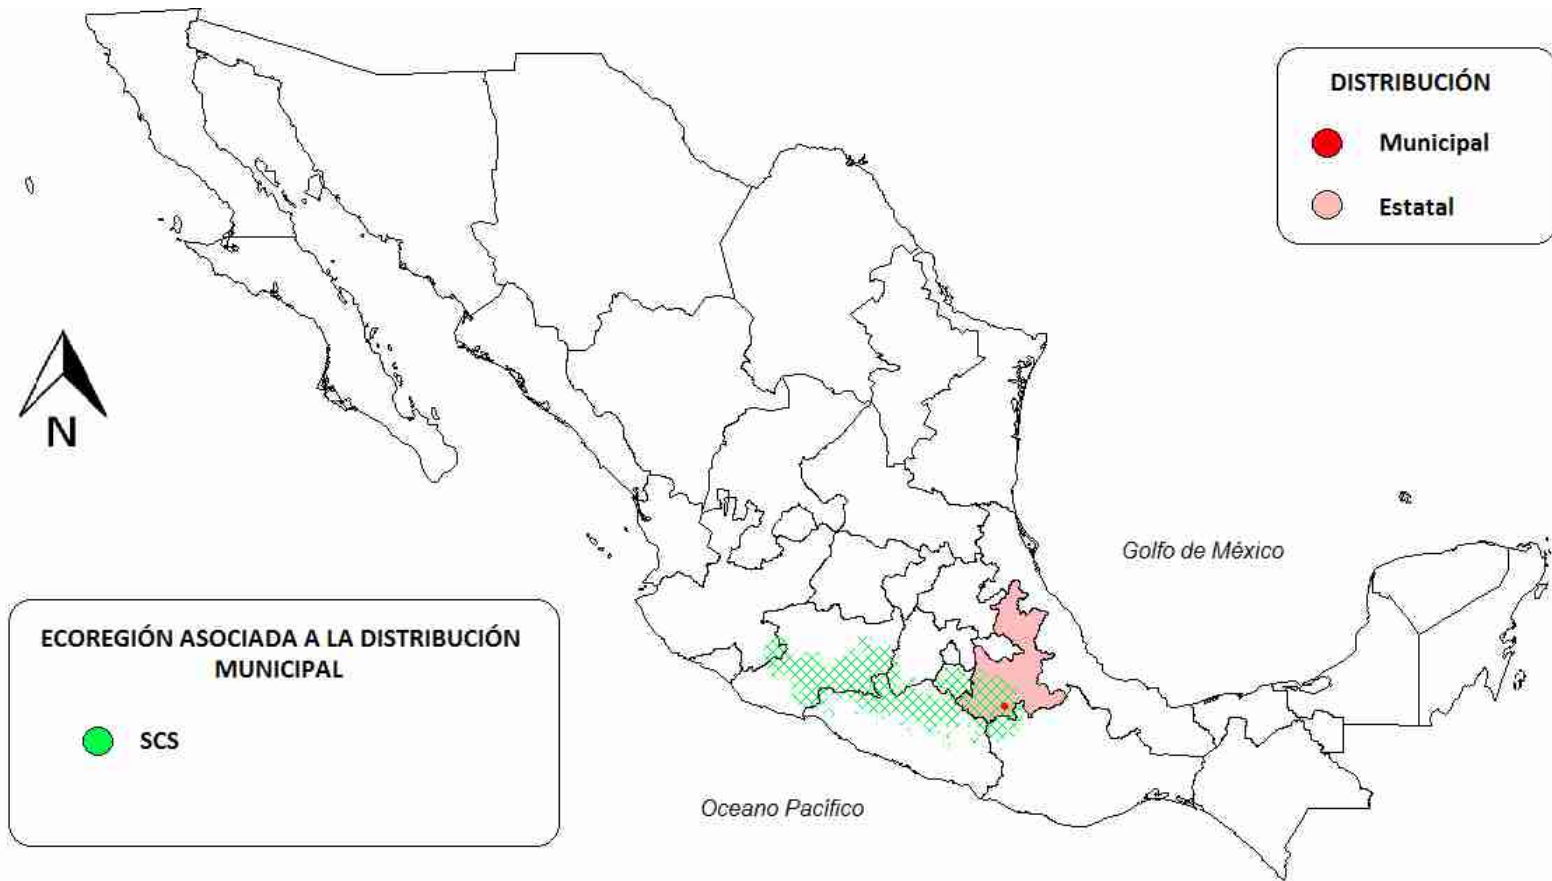 DISTRIBUCIÓN
Municipal
Estatal
N
Golfo de México
ECOREGIÓN ASOCIADA A LA DISTRIBUCIÓN
MUNICIPAL
SCS
Oceano Pacífico